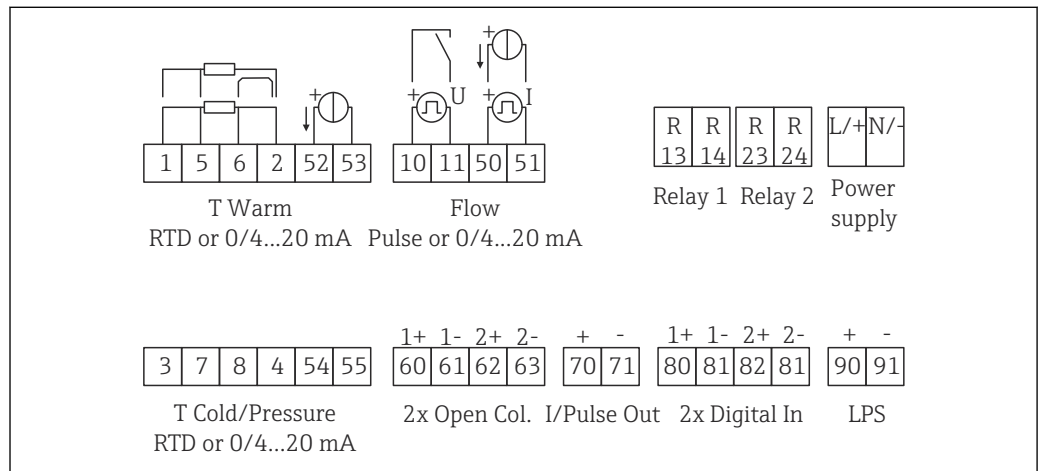 + U + I
+ + +
1 5 6 2 52 53 10 11 50 51
R R R R L/+ N/-
13 14 23 24
T Warm Flow Relay 1 Relay 2 Power supply
RTD or 0/4...20 mA Pulse or 0/4...20 mA
1+ 1- 2+ 2- + - 1+ 1- 2+ 2- + -
3 7 8 4 54 55 60 61 62 63 70 71 80 81 82 81 90 91
T Cold/Pressure 2x Open Col. I/Pulse Out 2x Digital In LPS
RTD or 0/4...20 mA